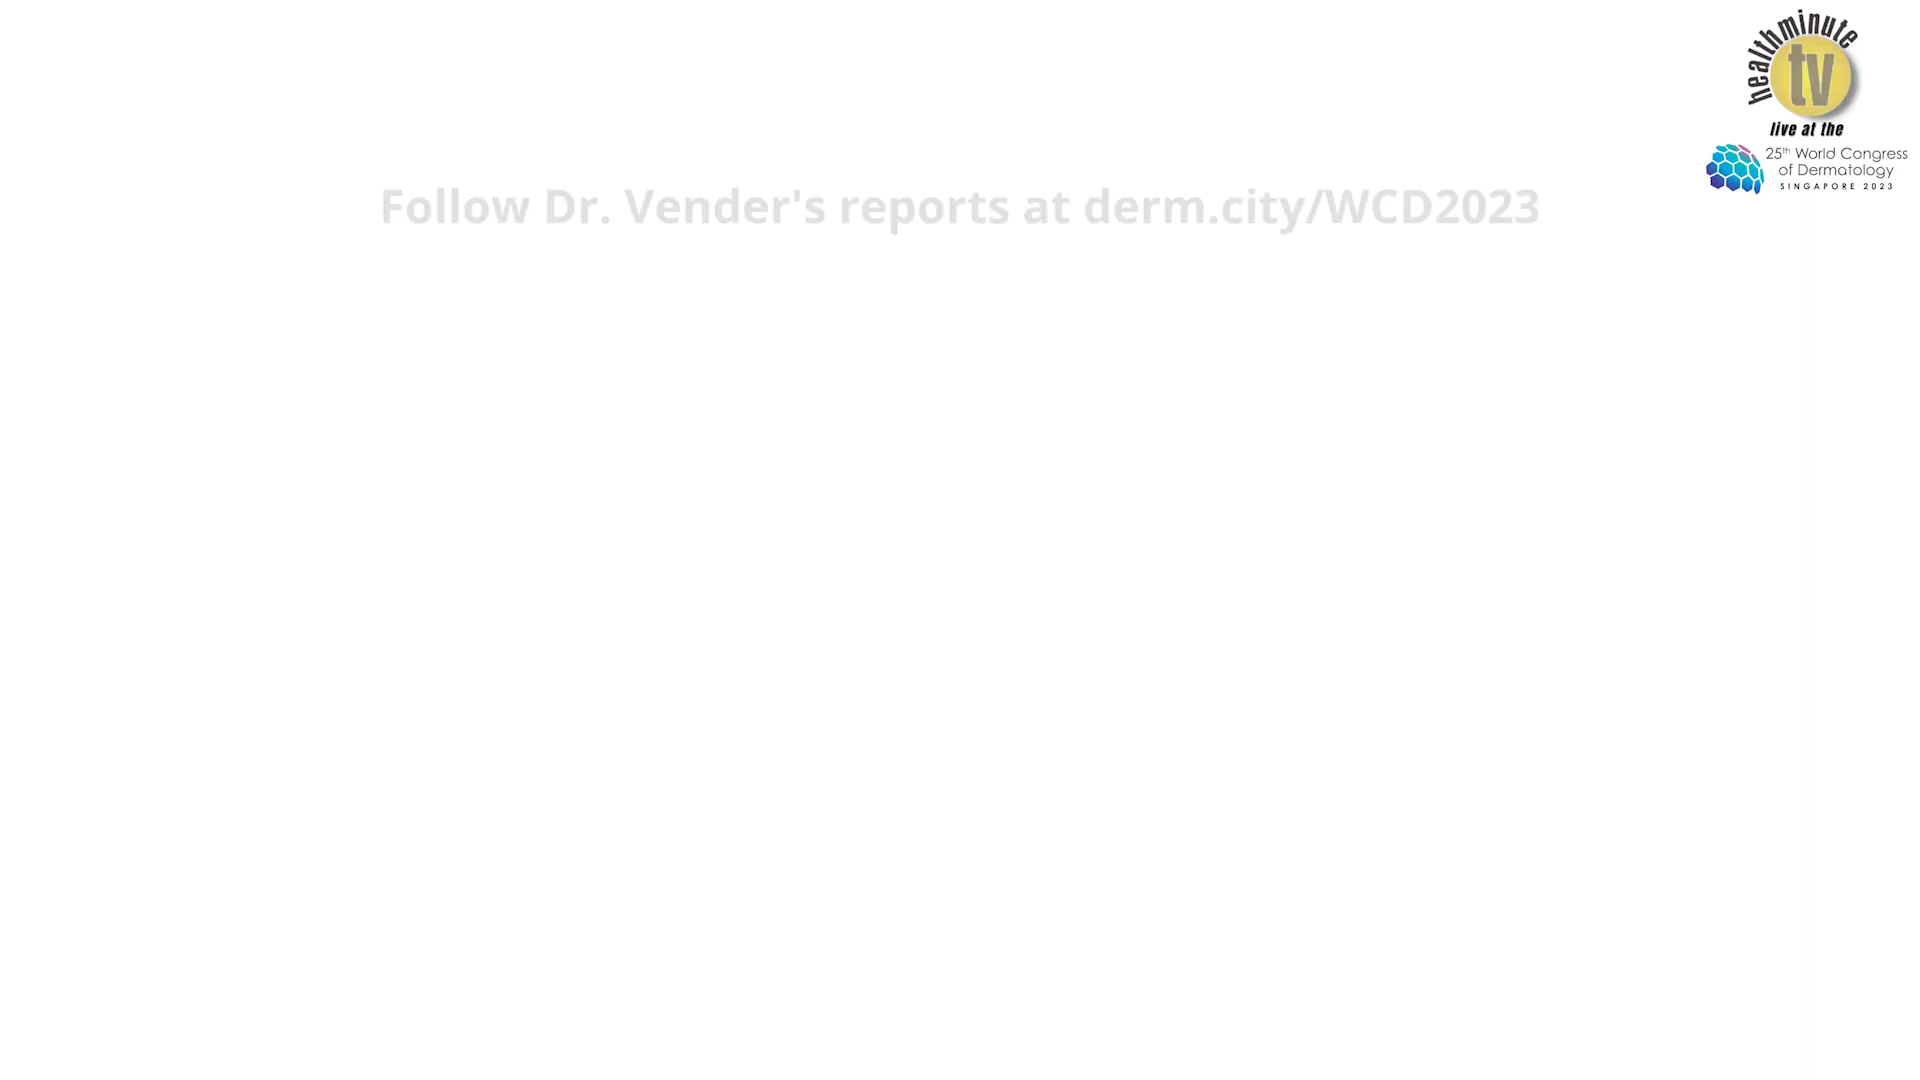 healthminute
tv
live at the
25th World Congress
of Dermatology
SINGAPORE 2023
Follow Dr. Vender's reports at derm.city/WCD2023